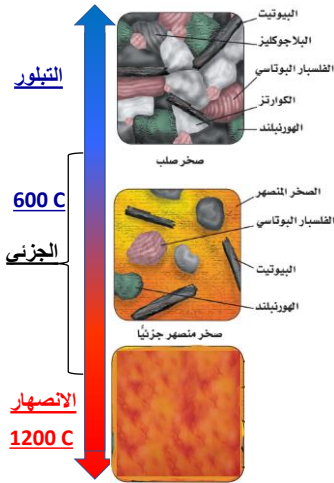 التبلور
600 C
الجزئي
الانصهار
1200 C
البيوتيت
البلاجوكليز
الفلسبار البوتاسي
الكوارتز
الهورنبلند
صخر صلب
الصخر المنصهر
الفلسبار البوتاسي
البيوتيت
الهورنبلند
صخر منصهر جزئيًّا